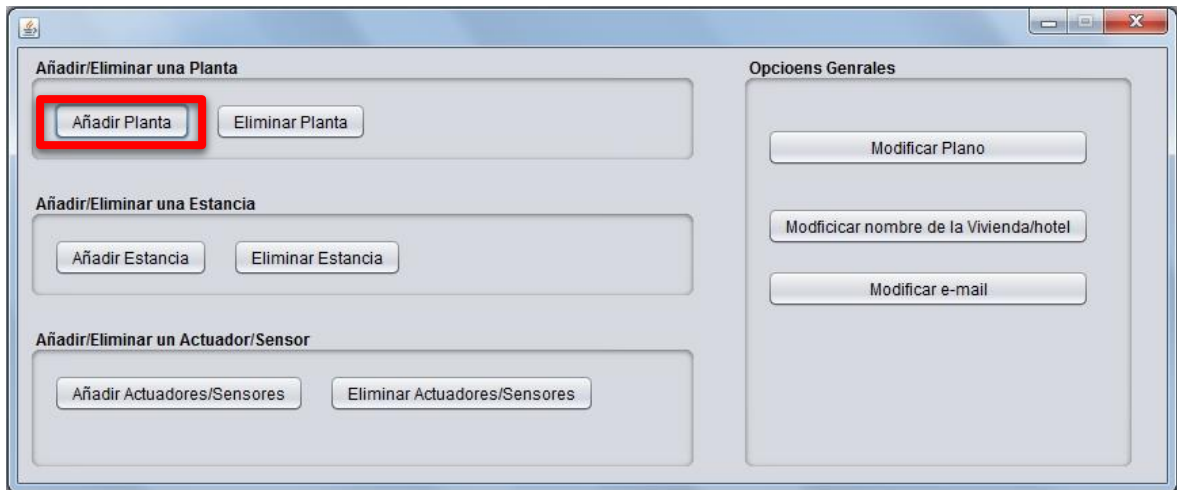 Añadir/Eliminar una Planta
Añadir Planta
Eliminar Planta
Añadir/Eliminar una Estancia
Añadir Estancia
Eliminar Estancia
Añadir/Eliminar un Actuador/Sensor
Añadir Actuadores/Sensores
Eliminar Actuadores/Sensores
Opcioens Genrales
Modificar Plano
Modficicar nombre de la Vivienda/hotel
Modificar e-mail